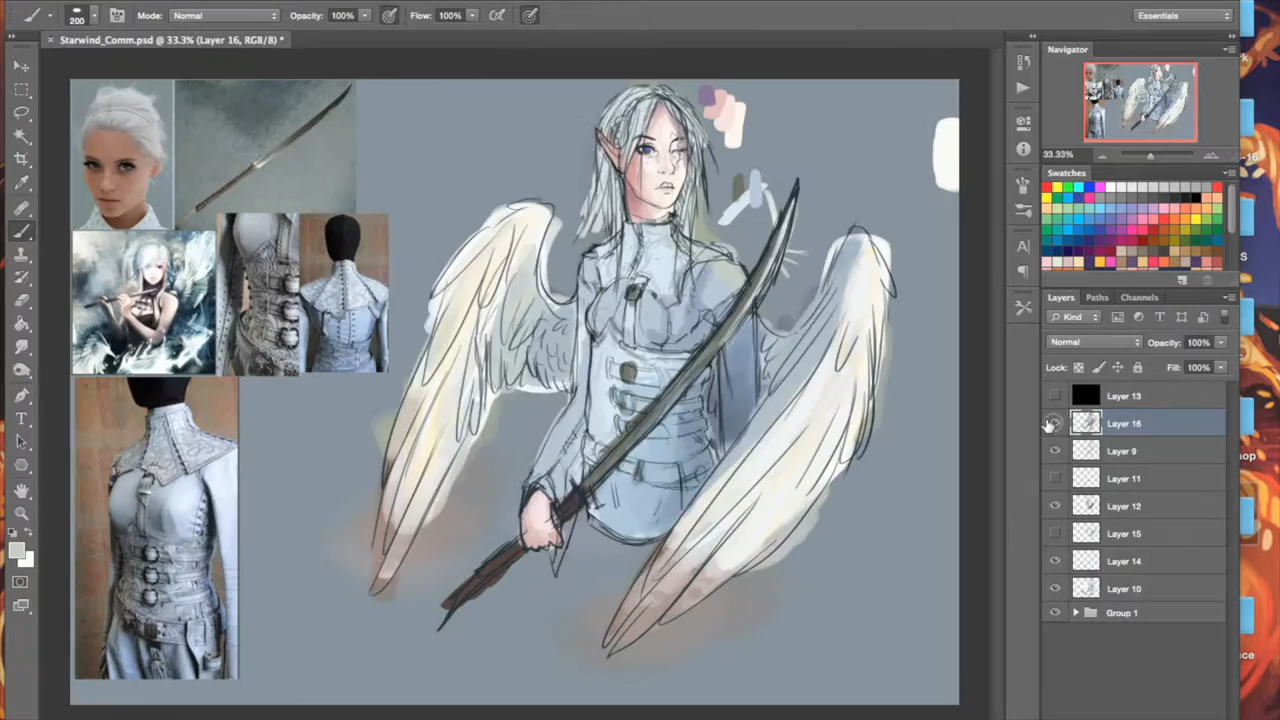 200 Mode: Normal Opacity: 100% Flow: 100% Essentials
Starwind_Comm.psd @ 33.3% (Layer 16, RGB/8) *
Navigator
33.33%
Swatches
Layers Paths Channels
Kind
Normal Opacity: 100%
Lock: Fill: 100%
Layer 13
Layer 16
Layer 9
Layer 11
Layer 12
Layer 15
Layer 14
Layer 10
Group 1